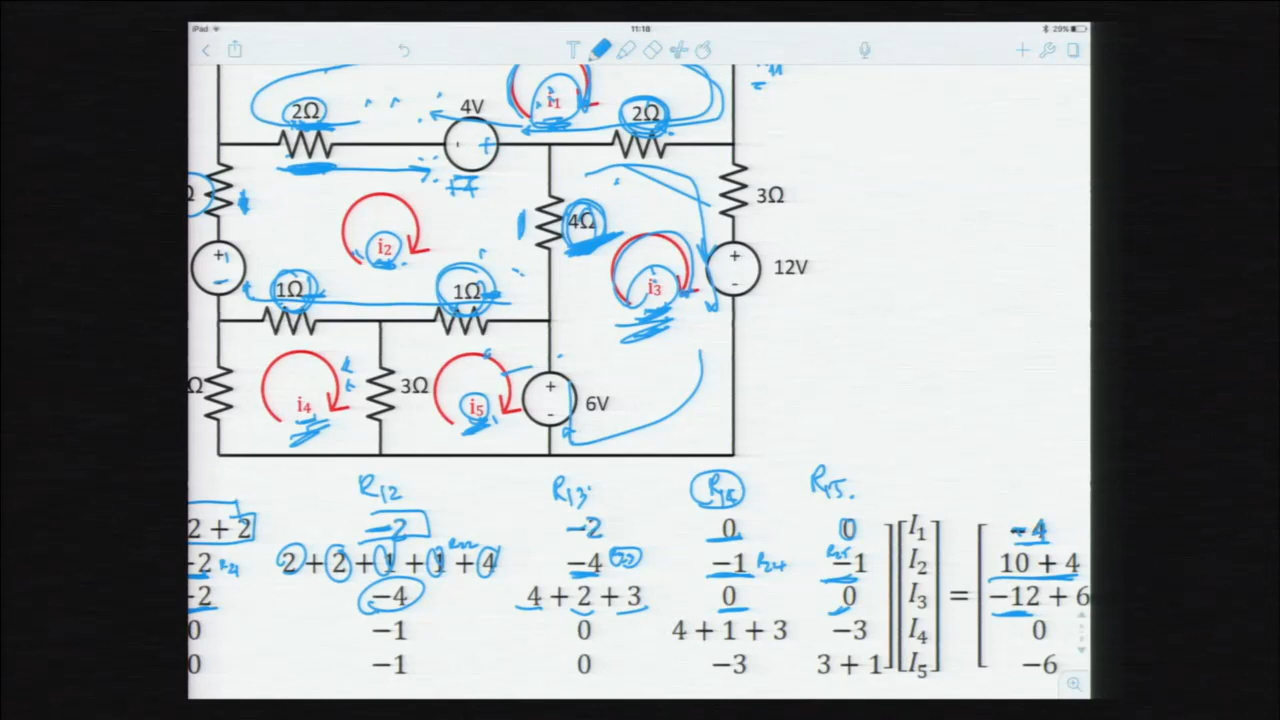 iPad 11:18 29%
T
i₁
2Ω 4V 2Ω
+
4Ω 3Ω
i₂
+ i₃ + 12V
-
1Ω 1Ω
Ω 3Ω + 6V
i₄ i₅ -
R₁₂ R₁₃ R₁₄ R₁₅.
2 + 2 −2 −2 0 0 I₁ −4
−2 R₂₁ 2 + 2 + 1 + 1 + 4 −4 −1 R₂₄ R₂₅ −1 I₂ 10 + 4
−2 −4 4 + 2 + 3 0 0 I₃ = −12 + 6
0 −1 0 4 + 1 + 3 −3 I₄ 0
0 −1 0 −3 3 + 1 I₅ −6